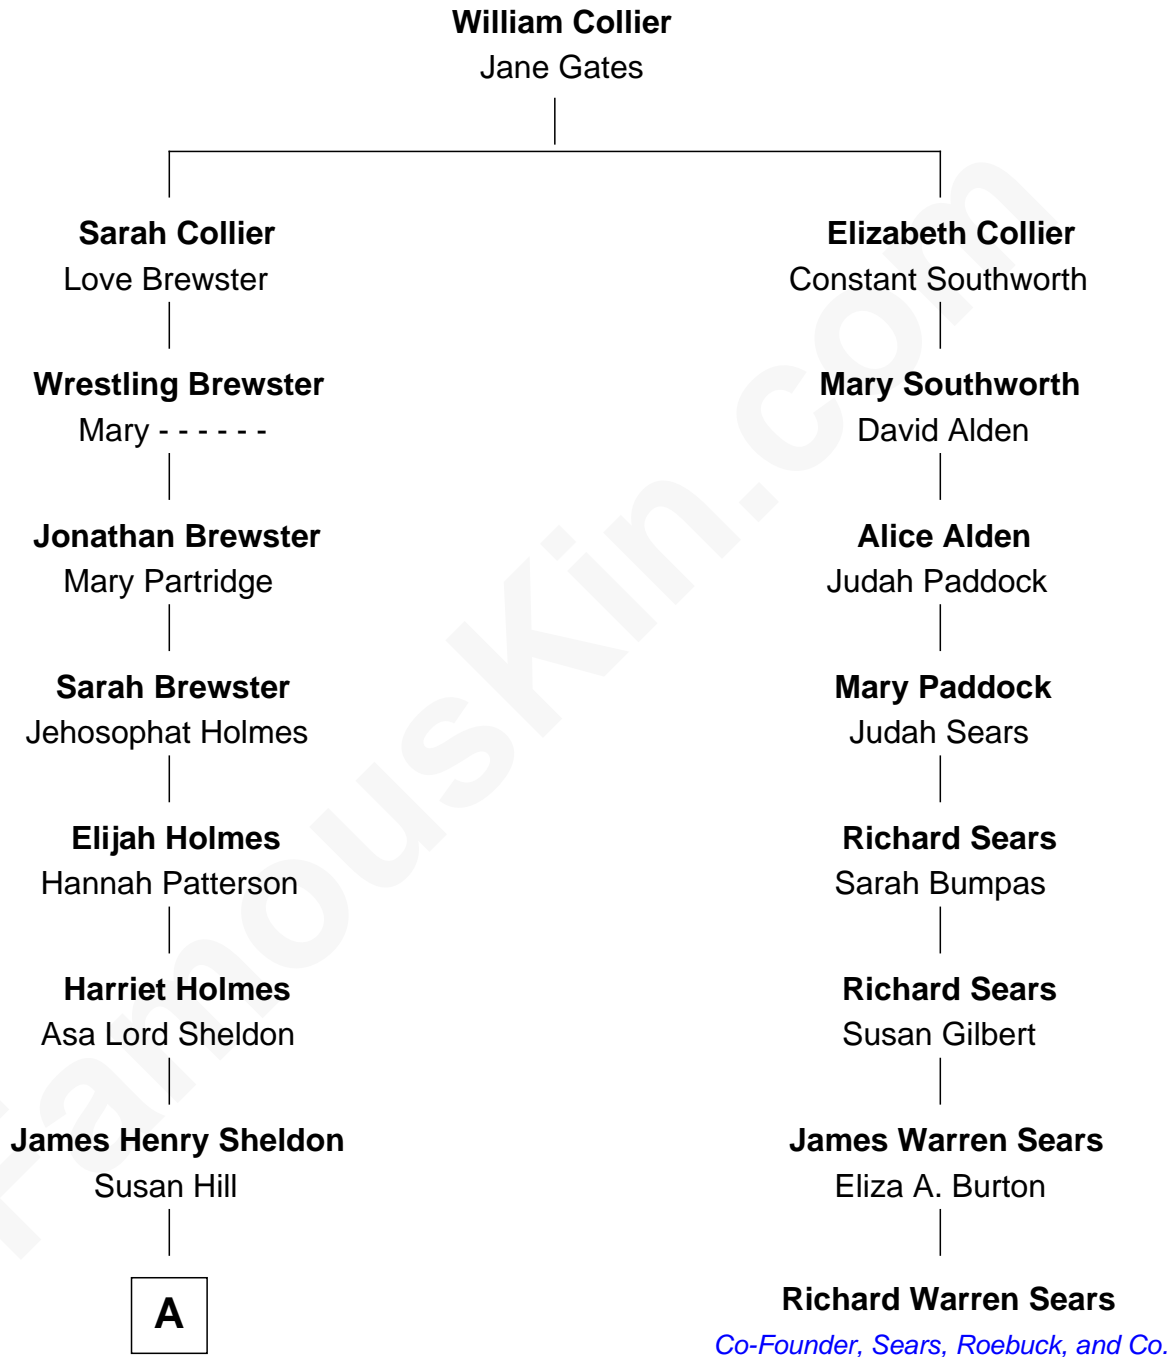 William Collier
Jane Gates
Sarah Collier
Love Brewster
Wrestling Brewster
Mary - - - - - -
Jonathan Brewster
Mary Partridge
Sarah Brewster
Jehosophat Holmes
Elijah Holmes
Hannah Patterson
Harriet Holmes
Asa Lord Sheldon
James Henry Sheldon
Susan Hill
A
Elizabeth Collier
Constant Southworth
Mary Southworth
David Alden
Alice Alden
Judah Paddock
Mary Paddock
Judah Sears
Richard Sears
Sarah Bumpas
Richard Sears
Susan Gilbert
James Warren Sears
Eliza A. Burton
Richard Warren Sears
Co-Founder, Sears, Roebuck, and Co.
FamousKin.com